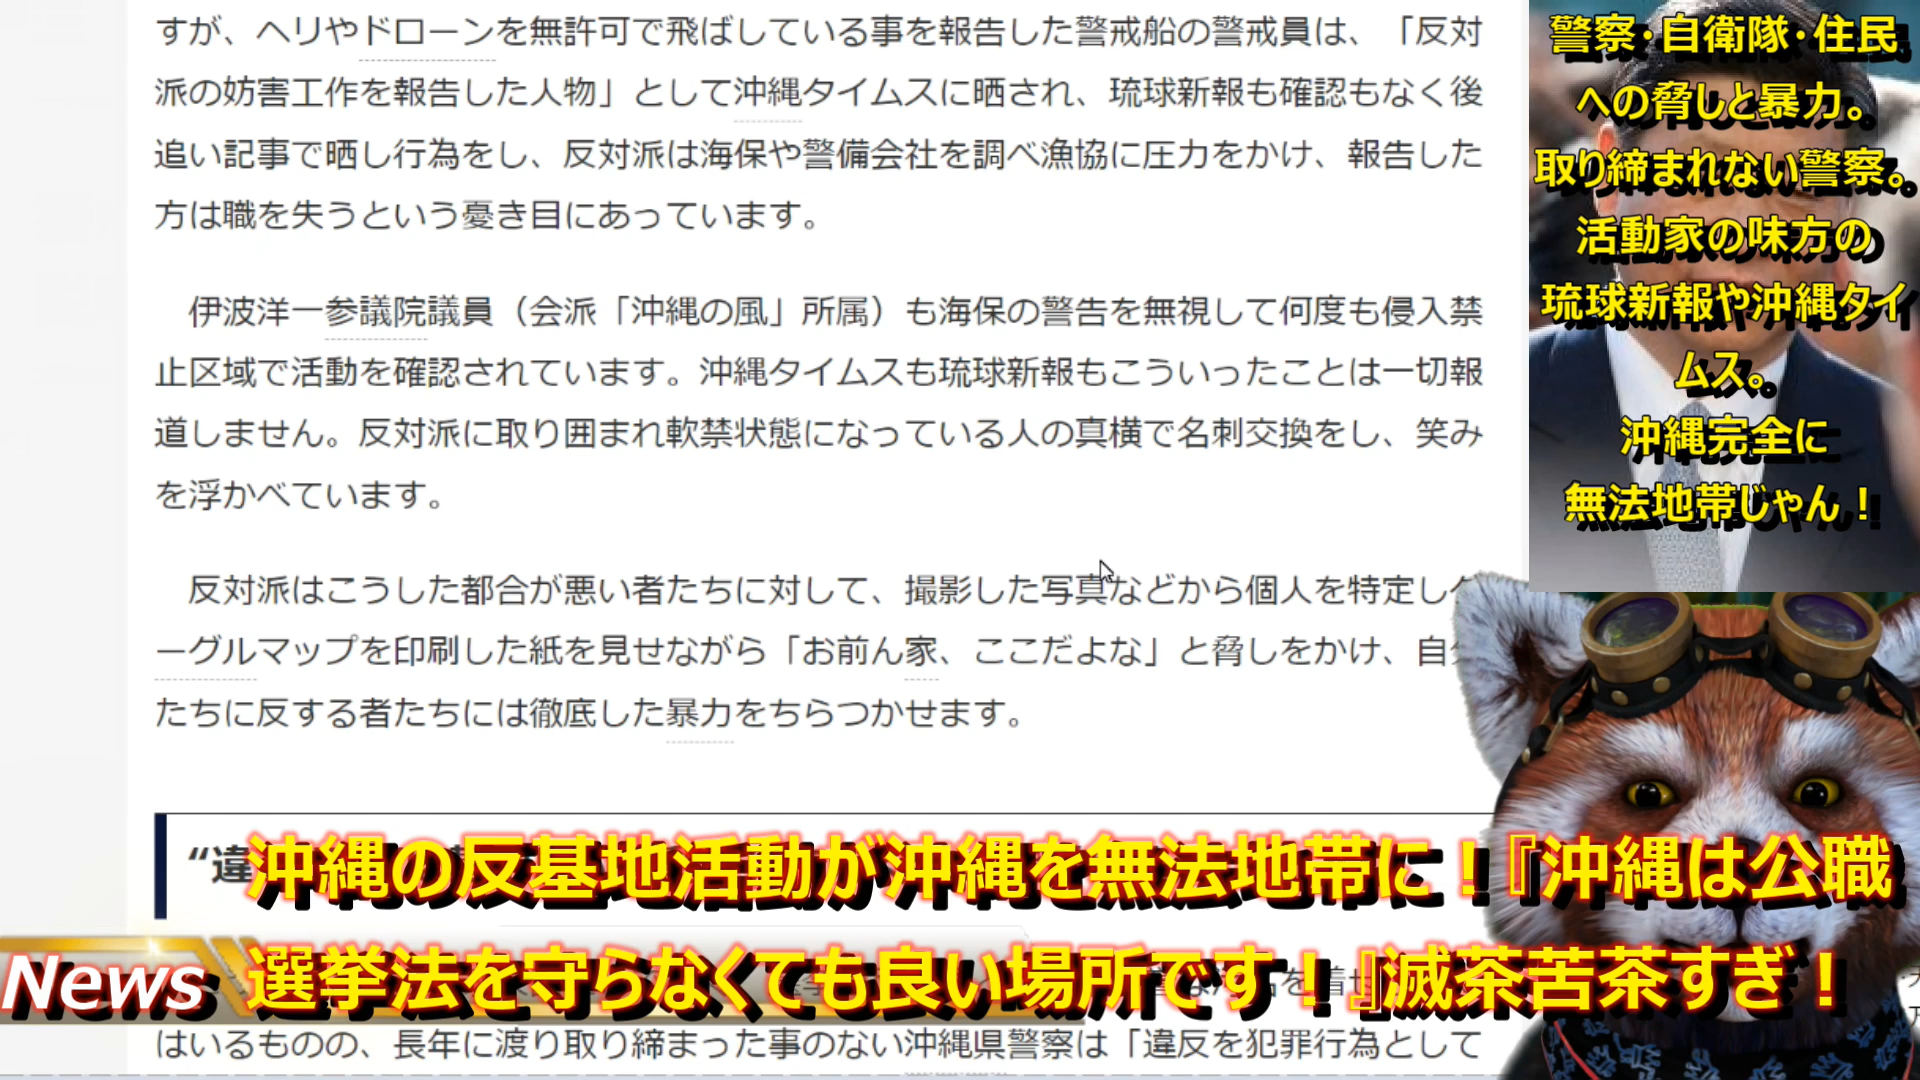 すが、ヘリやドローンを無許可で飛ばしている事を報告した警戒船の警戒員は、「反対
派の妨害工作を報告した人物」として沖縄タイムスに晒され、琉球新報も確認もなく後
追い記事で晒し行為をし、反対派は海保や警備会社を調べ漁協に圧力をかけ、報告した
方は職を失うという憂き目にあっています。
伊波洋一参議院議員（会派「沖縄の風」所属）も海保の警告を無視して何度も侵入禁
止区域で活動を確認されています。沖縄タイムスも琉球新報もこういったことは一切報
道しません。反対派に取り囲まれ軟禁状態になっている人の真横で名刺交換をし、笑み
を浮かべています。
反対派はこうした都合が悪い者たちに対して、撮影した写真などから個人を特定し
ーグルマップを印刷した紙を見せながら「お前ん家、ここだよな」と脅しをかけ、自
たちに反する者たちには徹底した暴力をちらつかせます。
“違
はいるものの、長年に渡り取り締まった事のない沖縄県警察は「違反を犯罪行為として
警察・自衛隊・住民
への脅しと暴力。
取り締まれない警察。
活動家の味方の
琉球新報や沖縄タイ
ムス。
沖縄完全に
無法地帯じゃん！
沖縄の反基地活動が沖縄を無法地帯に！『沖縄は公職
選挙法を守らなくても良い場所です！』滅茶苦茶すぎ！
News